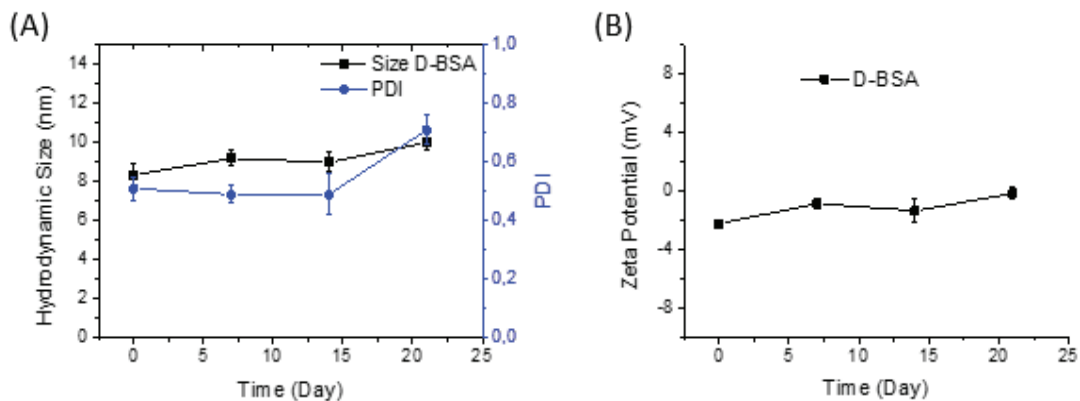 (A)
Size D-BSA
PDI
Hydrodynamic Size (nm)
14
12
10
8
6
4
2
0
1,0
0,8
0,6
0,4
0,2
0,0
PDI
0 5 10 15 20 25
Time (Day)
(B)
D-BSA
Zeta Potential (mV)
8
4
0
-4
-8
0 5 10 15 20 25
Time (Day)